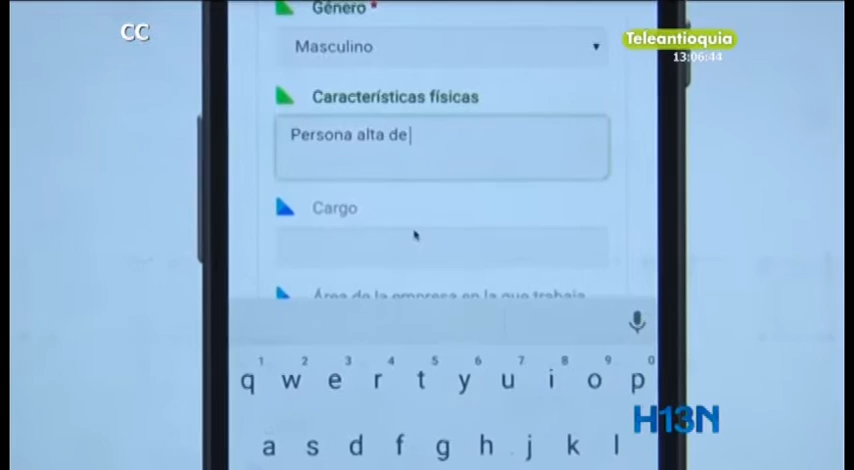 CC
Teleantioquia
13:06:44
Género *
Masculino
Características físicas
Persona alta de
Cargo
Área de la empresa en la que trabaja
1 2 3 4 5 6 7 8 9 0
q w e r t y u i o p
H13N
a s d f g h j k l